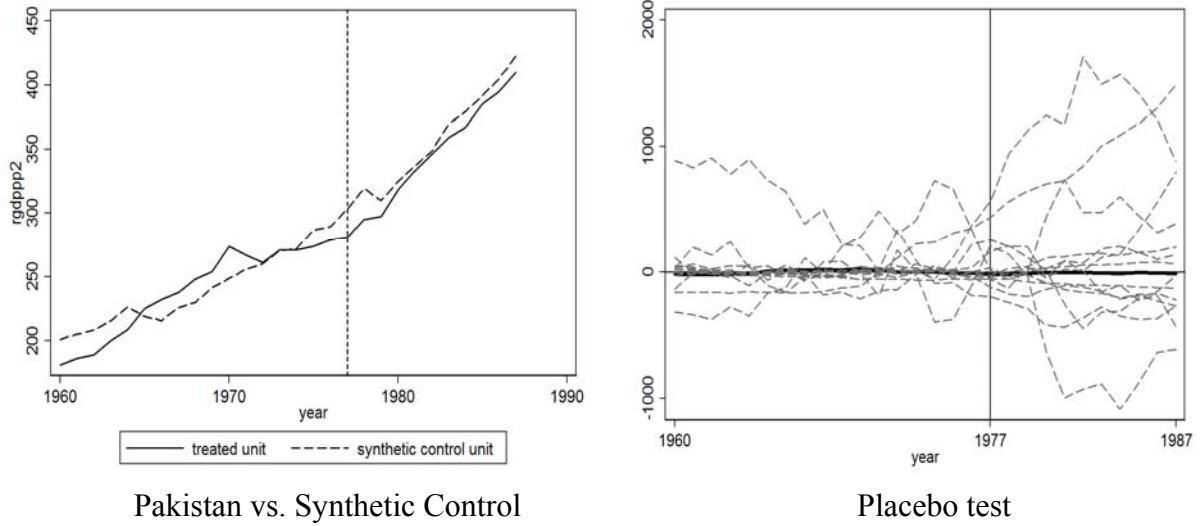 450
400
350
300
250
200
rgdppp2
1960
1970
1980
1990
year
treated unit
synthetic control unit
Pakistan vs. Synthetic Control
2000
1000
0
-1000
1960
1977
1987
year
Placebo test